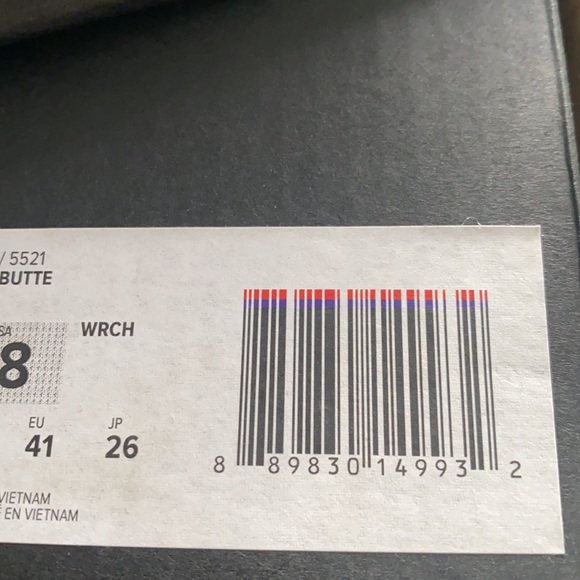 / 5521
BUTTE
SA
8
WRCH
EU
41
JP
26
VIETNAM
EN VIETNAM
8 89830 14993 2